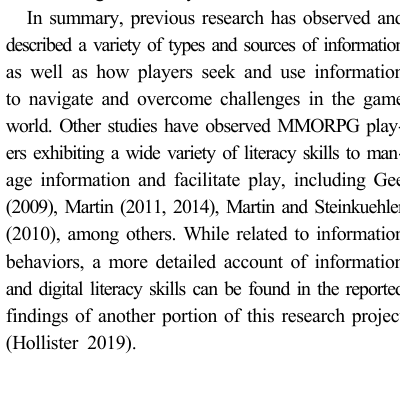 In summary, previous research has observed and
described a variety of types and sources of information
as well as how players seek and use information
to navigate and overcome challenges in the game
world. Other studies have observed MMORPG play-
ers exhibiting a wide variety of literacy skills to man-
age information and facilitate play, including Gee
(2009), Martin (2011, 2014), Martin and Steinkuehler
(2010), among others. While related to information
behaviors, a more detailed account of information
and digital literacy skills can be found in the reported
findings of another portion of this research project
(Hollister 2019).